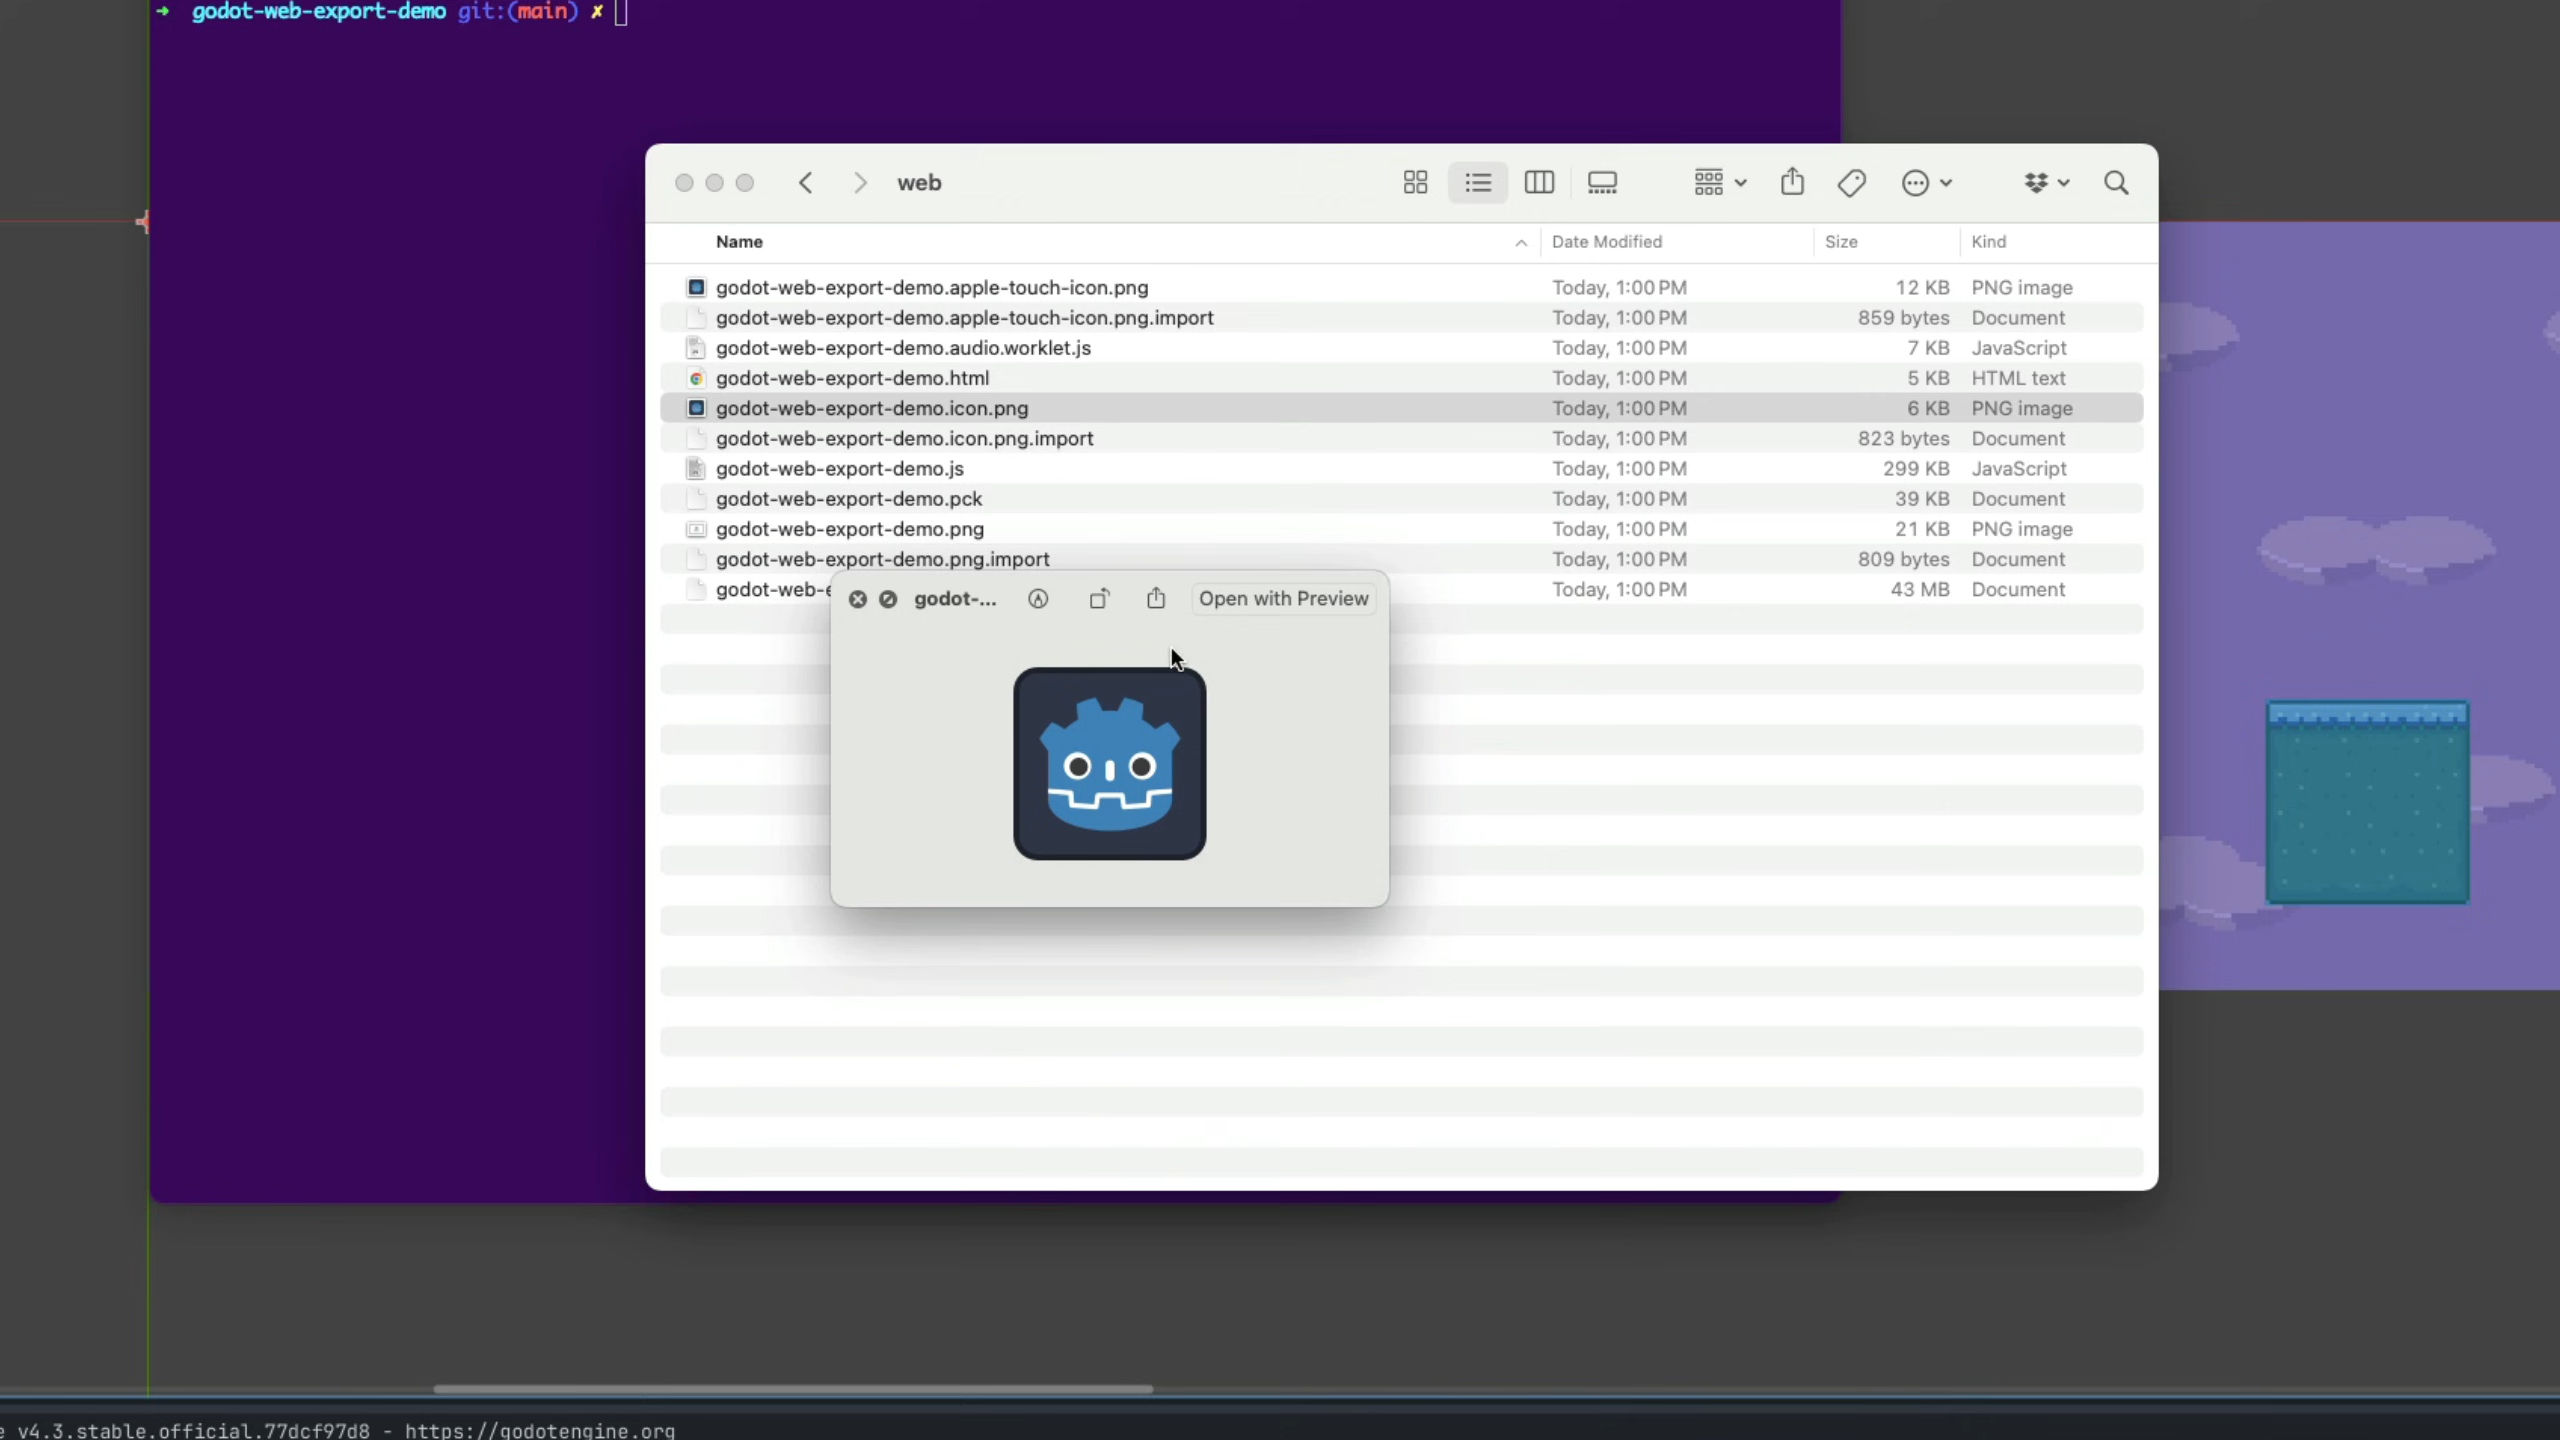 ➜ godot-web-export-demo git:(main) ✗
web
Name Date Modified Size Kind
godot-web-export-demo.apple-touch-icon.png Today, 1:00 PM 12 KB PNG image
godot-web-export-demo.apple-touch-icon.png.import Today, 1:00 PM 859 bytes Document
godot-web-export-demo.audio.worklet.js Today, 1:00 PM 7 KB JavaScript
godot-web-export-demo.html Today, 1:00 PM 5 KB HTML text
godot-web-export-demo.icon.png Today, 1:00 PM 6 KB PNG image
godot-web-export-demo.icon.png.import Today, 1:00 PM 823 bytes Document
godot-web-export-demo.js Today, 1:00 PM 299 KB JavaScript
godot-web-export-demo.pck Today, 1:00 PM 39 KB Document
godot-web-export-demo.png Today, 1:00 PM 21 KB PNG image
godot-web-export-demo.png.import Today, 1:00 PM 809 bytes Document
godot-web-e Today, 1:00 PM 43 MB Document
godot-... Open with Preview
e v4.3.stable.official.77dcf97d8 - https://godotengine.org